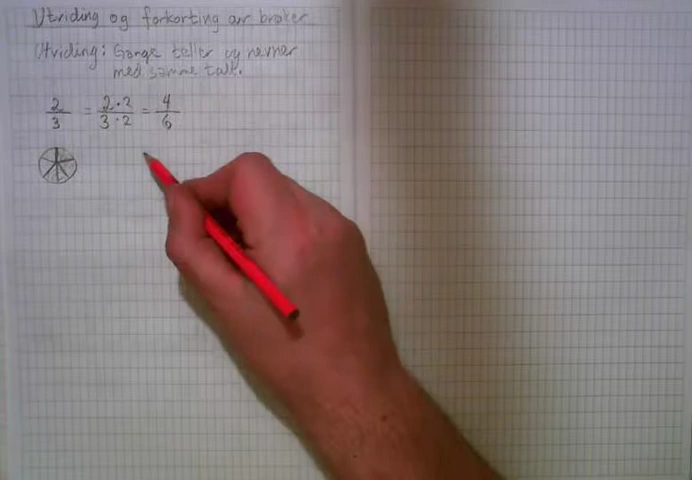 Utviding og forkorting av brøker
Utviding: Gange teller og nevner
med samme tall.
2/3 = 2·2/3·2 = 4/6